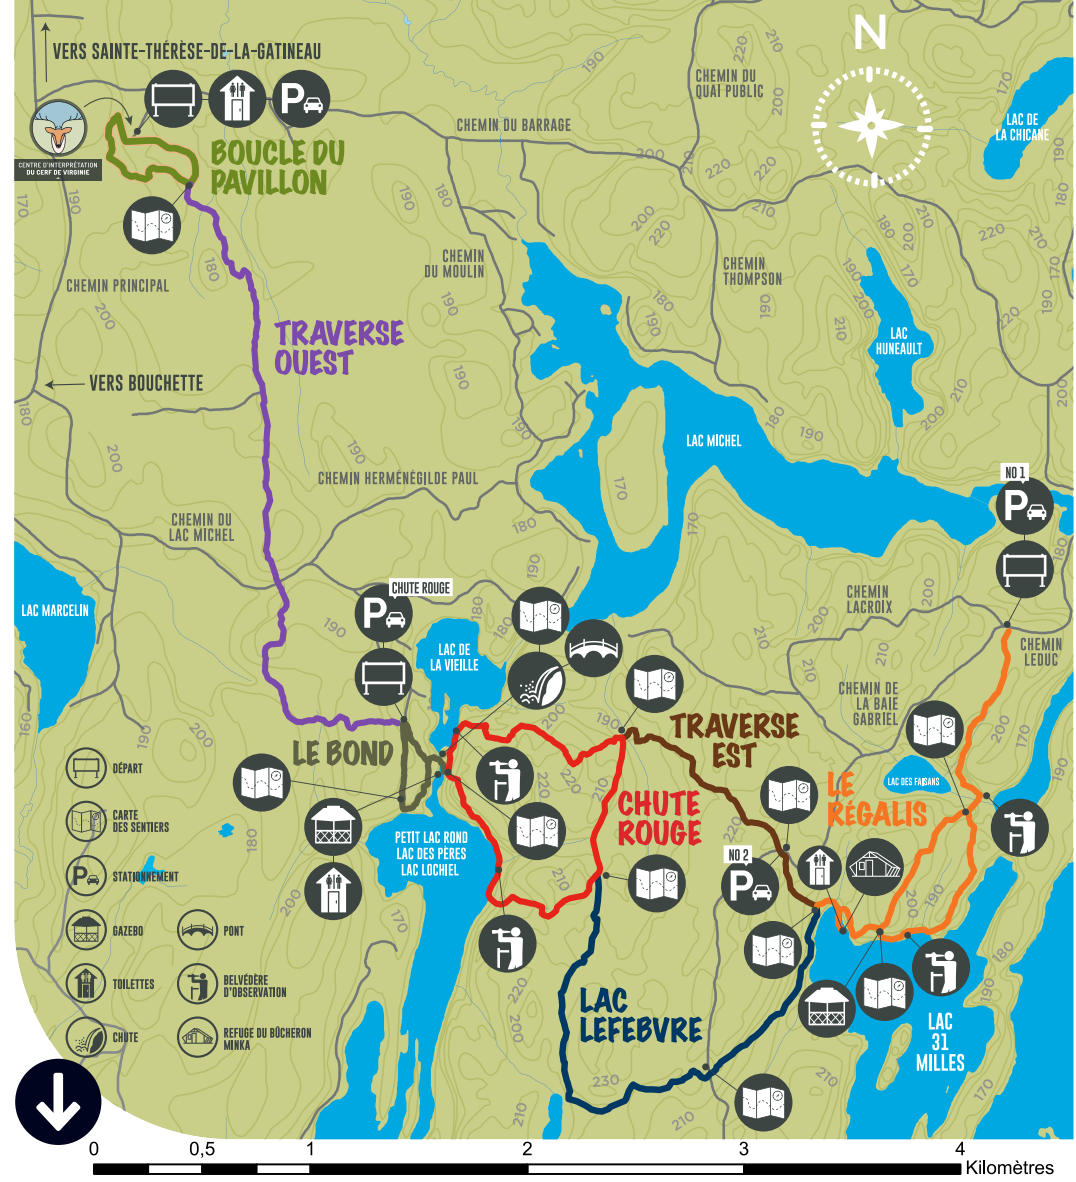 N
VERS SAINTE-THÉRÈSE-DE-LA-GATINEAU
CENTRE D'INTERPRÉTATION
DU CERF DE VIRGINIE
P
BOUCLE DU
PAVILLON
CHEMIN DU BARRAGE
CHEMIN DU
QUAI PUBLIC
LAC DE
LA CHICANE
CHEMIN PRINCIPAL
CHEMIN
DU MOULIN
CHEMIN
THOMPSON
TRAVERSE
OUEST
LAC
HUNEAULT
VERS BOUCHETTE
LAC MICHEL
CHEMIN HERMÉNÉGILDE PAUL
NO 1
P
CHEMIN DU
LAC MICHEL
LAC MARCELIN
CHUTE ROUGE
P
CHEMIN
LACROIX
CHEMIN
LEDUC
LAC DE
LA VIEILLE
CHEMIN DE
LA BAIE
GABRIEL
TRAVERSE
EST
LE BOND
LAC DES FAISANS
LE
RÉGALIS
CHUTE
ROUGE
PETIT LAC ROND
LAC DES PÈRES
LAC LOCHIEL
NO 2
P
LAC
LEFEBVRE
LAC
31
MILLES
DÉPART
CARTE
DES SENTIERS
P
STATIONNEMENT
GAZEBO
PONT
TOILETTES
BELVÉDÈRE
D'OBSERVATION
CHUTE
REFUGE DU BÛCHERON
MINKA
0 0,5 1 2 3 4
Kilomètres